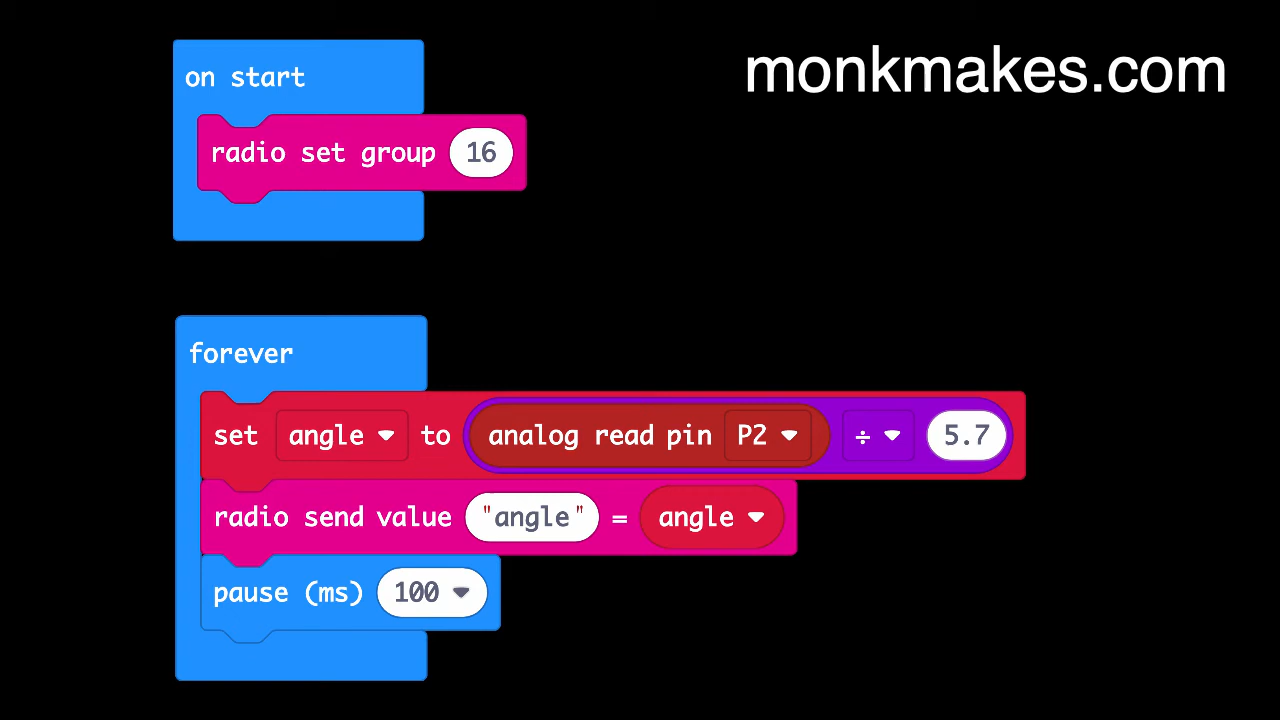 monkmakes.com
on start
radio set group 16
forever
set angle to analog read pin P2 ÷ 5.7
radio send value "angle" = angle
pause (ms) 100